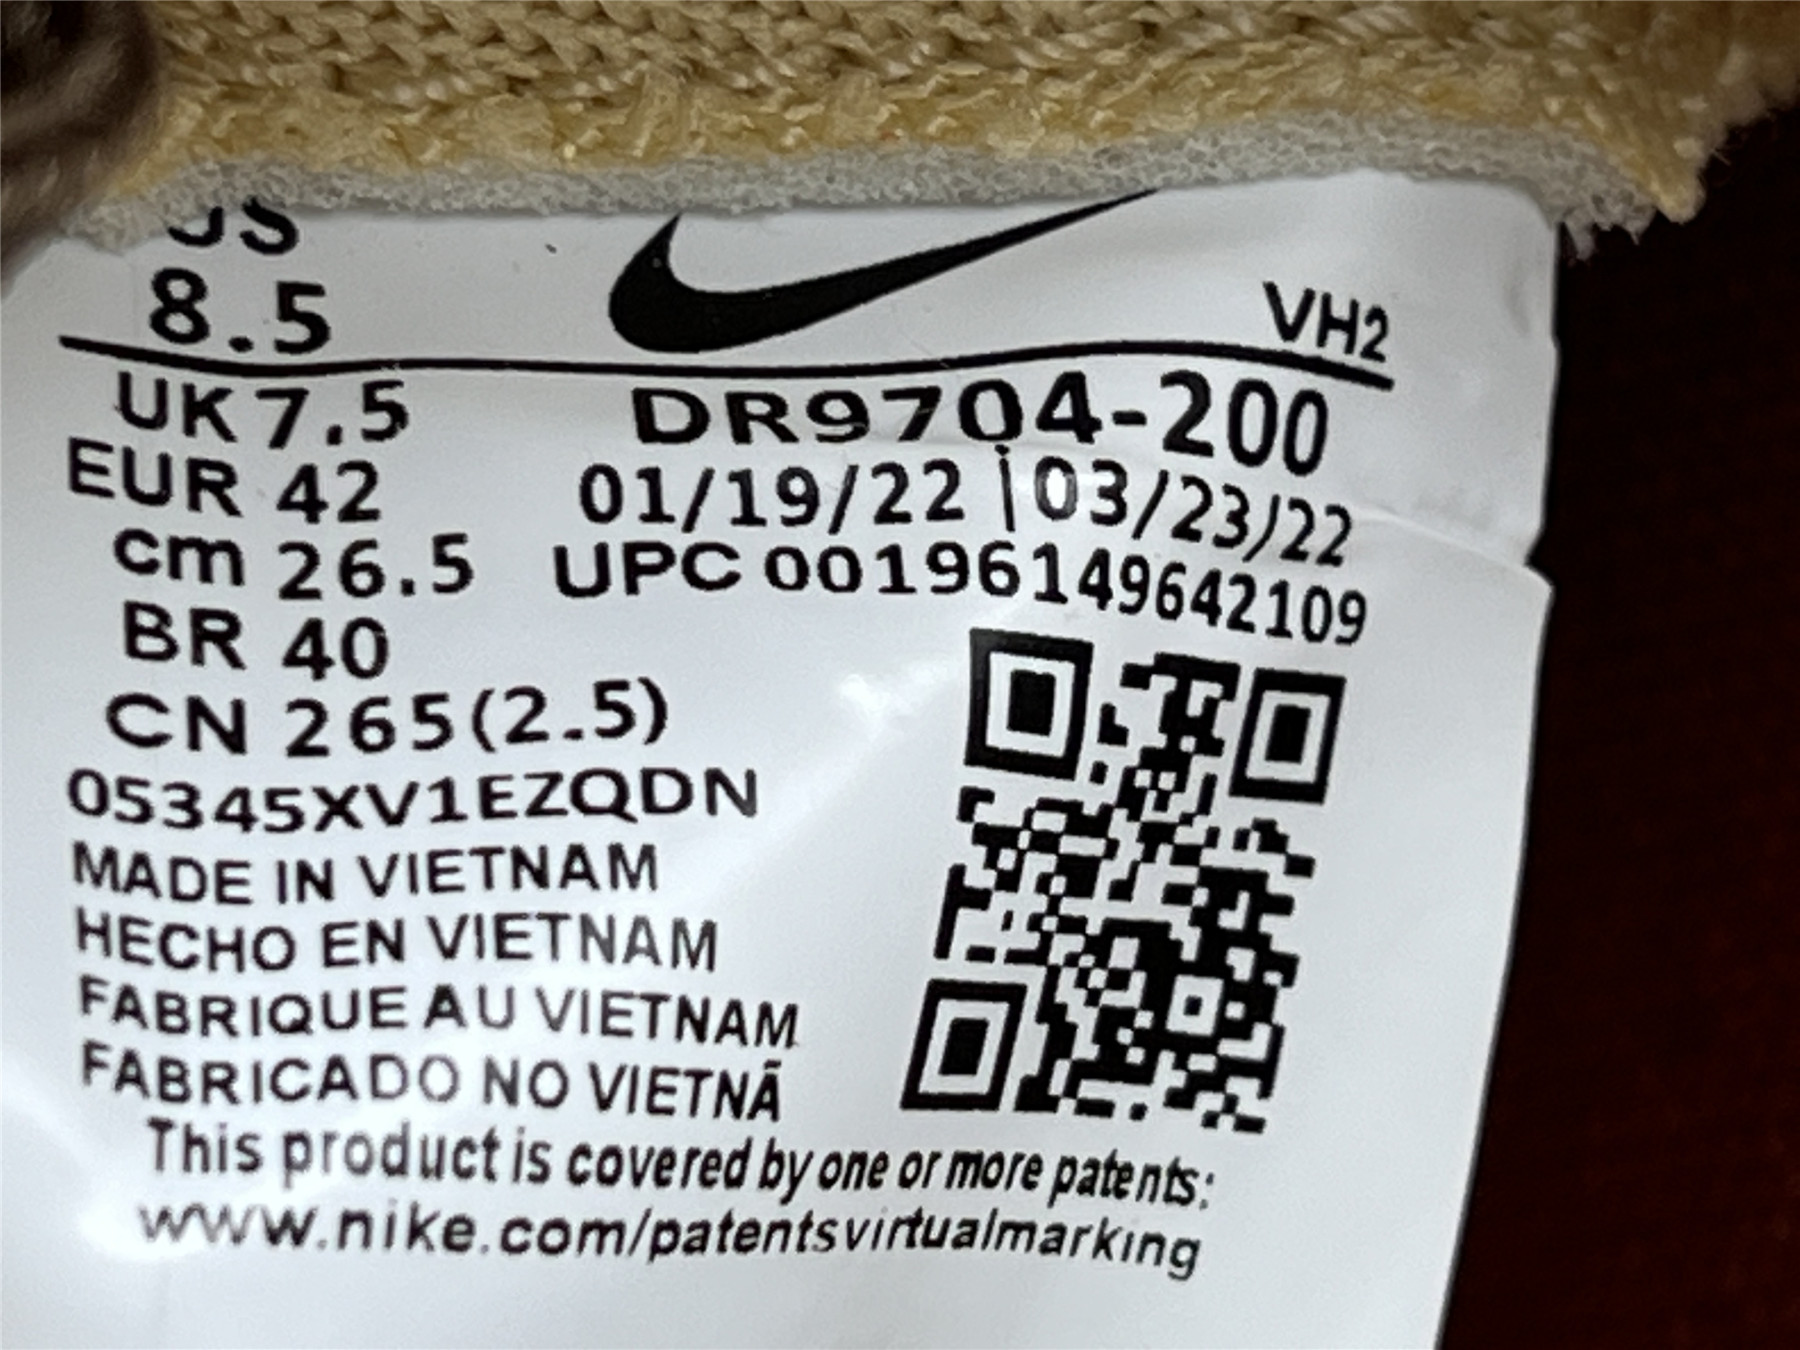 US
8.5
VH2
UK 7.5
DR9704-200
EUR 42
01/19/22 | 03/23/22
cm 26.5
UPC 00196149642109
BR 40
CN 265(2.5)
05345XV1EZQDN
MADE IN VIETNAM
HECHO EN VIETNAM
FABRIQUE AU VIETNAM
FABRICADO NO VIETNÃ
This product is covered by one or more patents:
www.nike.com/patentsvirtualmarking